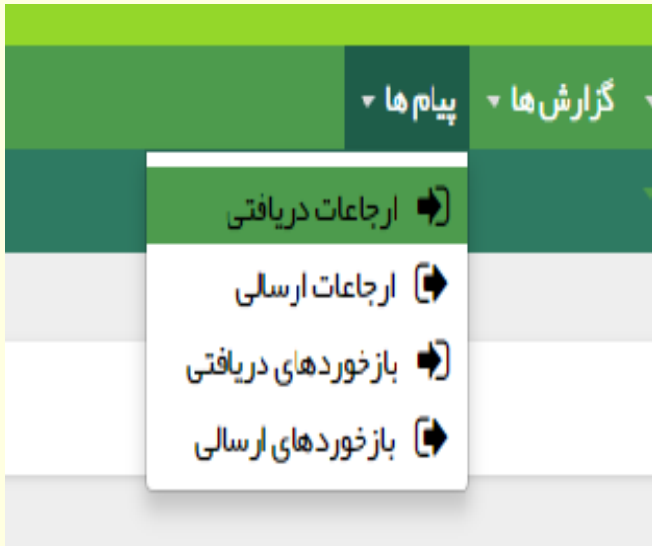 گزارش‌ها پیام ها
ارجاعات دریافتی
ارجاعات ارسالی
بازخوردهای دریافتی
بازخوردهای ارسالی